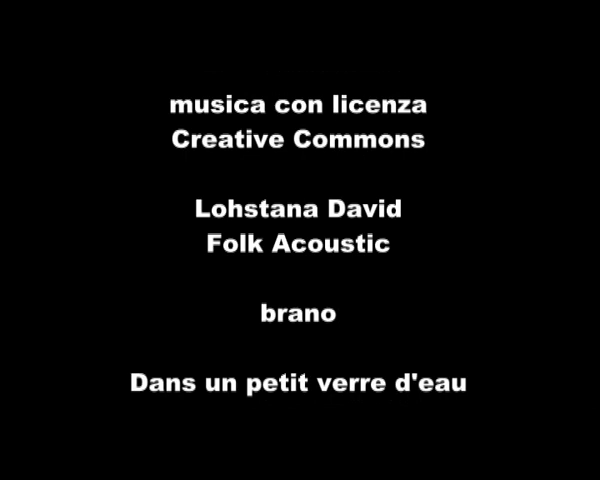 musica con licenza
Creative Commons
Lohstana David
Folk Acoustic
brano
Dans un petit verre d'eau